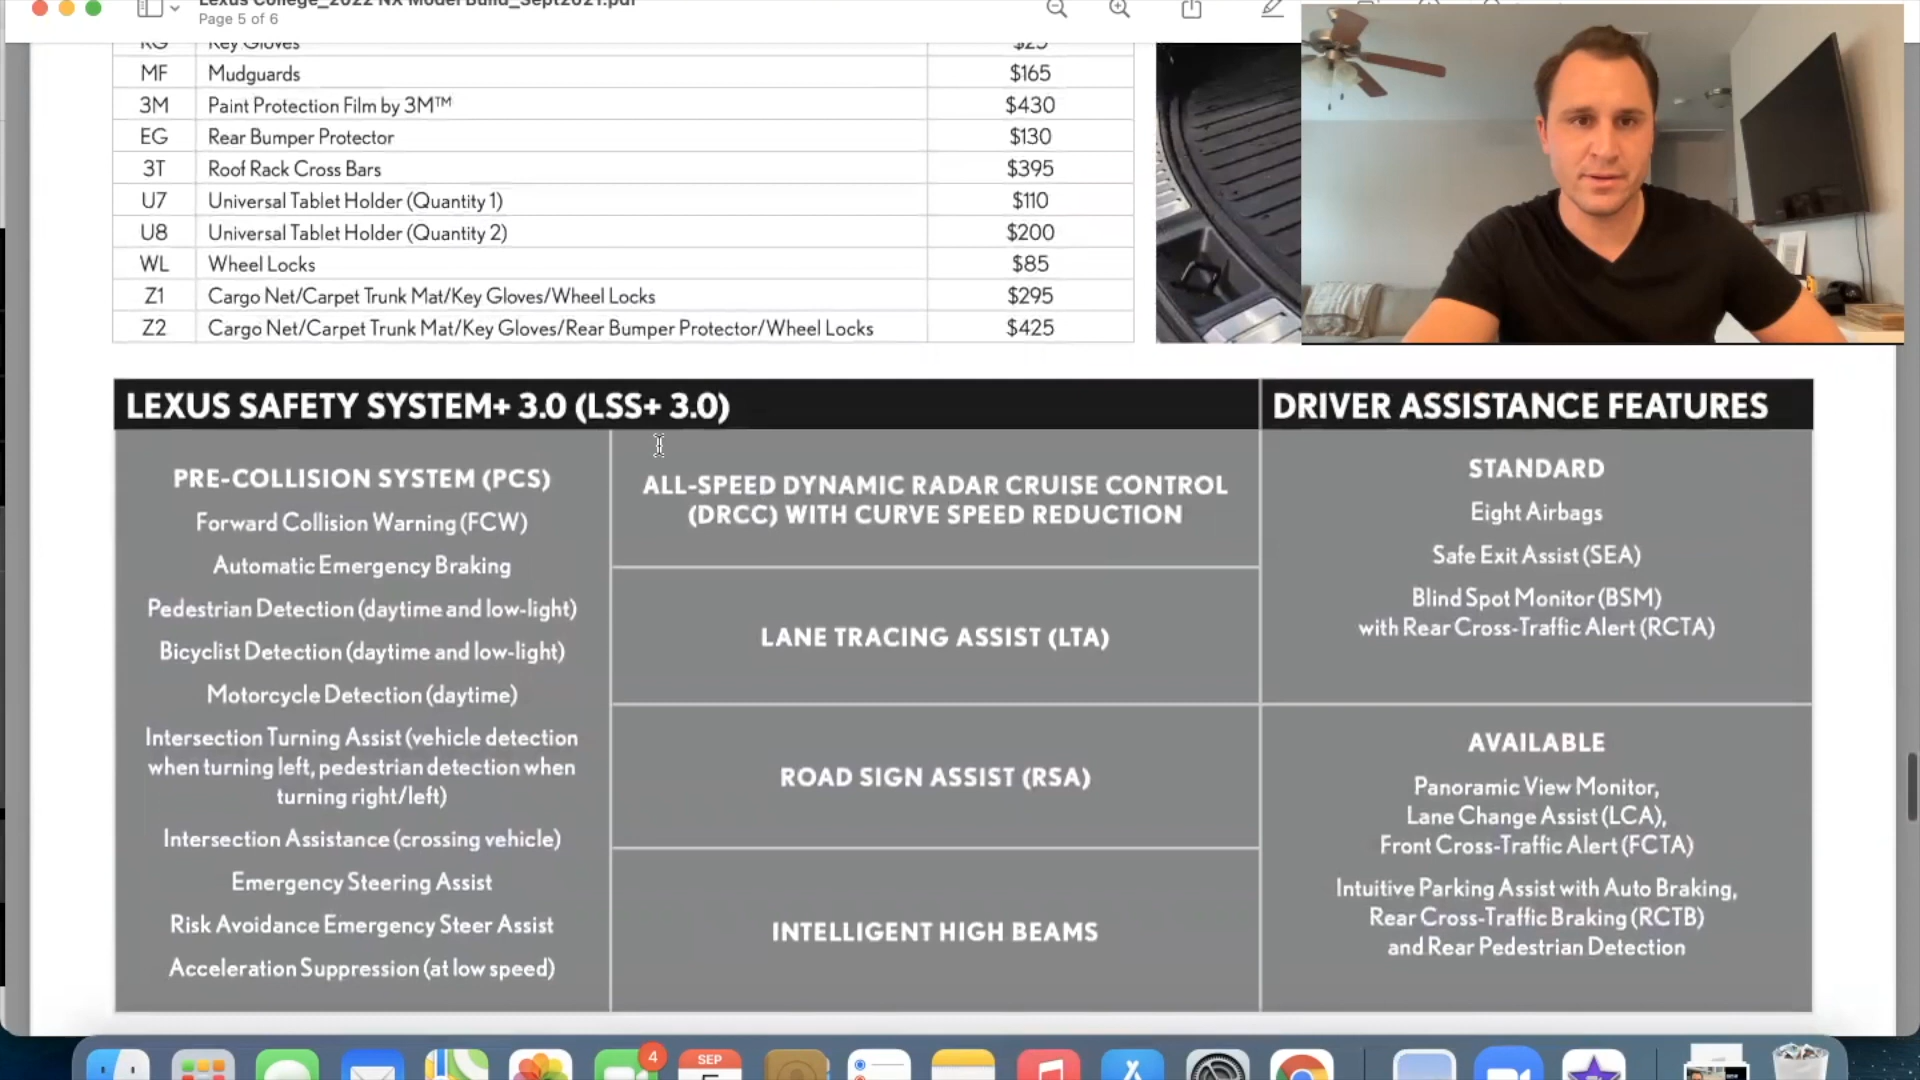 Lexus College_2022 NX Model Build_Sept2021.pdf
Page 5 of 6
KG Key Gloves $25
MF Mudguards $165
3M Paint Protection Film by 3M™ $430
EG Rear Bumper Protector $130
3T Roof Rack Cross Bars $395
U7 Universal Tablet Holder (Quantity 1) $110
U8 Universal Tablet Holder (Quantity 2) $200
WL Wheel Locks $85
Z1 Cargo Net/Carpet Trunk Mat/Key Gloves/Wheel Locks $295
Z2 Cargo Net/Carpet Trunk Mat/Key Gloves/Rear Bumper Protector/Wheel Locks $425
LEXUS SAFETY SYSTEM+ 3.0 (LSS+ 3.0)
PRE-COLLISION SYSTEM (PCS)
Forward Collision Warning (FCW)
Automatic Emergency Braking
Pedestrian Detection (daytime and low-light)
Bicyclist Detection (daytime and low-light)
Motorcycle Detection (daytime)
Intersection Turning Assist (vehicle detection
when turning left, pedestrian detection when
turning right/left)
Intersection Assistance (crossing vehicle)
Emergency Steering Assist
Risk Avoidance Emergency Steer Assist
Acceleration Suppression (at low speed)
ALL-SPEED DYNAMIC RADAR CRUISE CONTROL
(DRCC) WITH CURVE SPEED REDUCTION
LANE TRACING ASSIST (LTA)
ROAD SIGN ASSIST (RSA)
INTELLIGENT HIGH BEAMS
DRIVER ASSISTANCE FEATURES
STANDARD
Eight Airbags
Safe Exit Assist (SEA)
Blind Spot Monitor (BSM)
with Rear Cross-Traffic Alert (RCTA)
AVAILABLE
Panoramic View Monitor,
Lane Change Assist (LCA),
Front Cross-Traffic Alert (FCTA)
Intuitive Parking Assist with Auto Braking,
Rear Cross-Traffic Braking (RCTB)
and Rear Pedestrian Detection
4
SEP